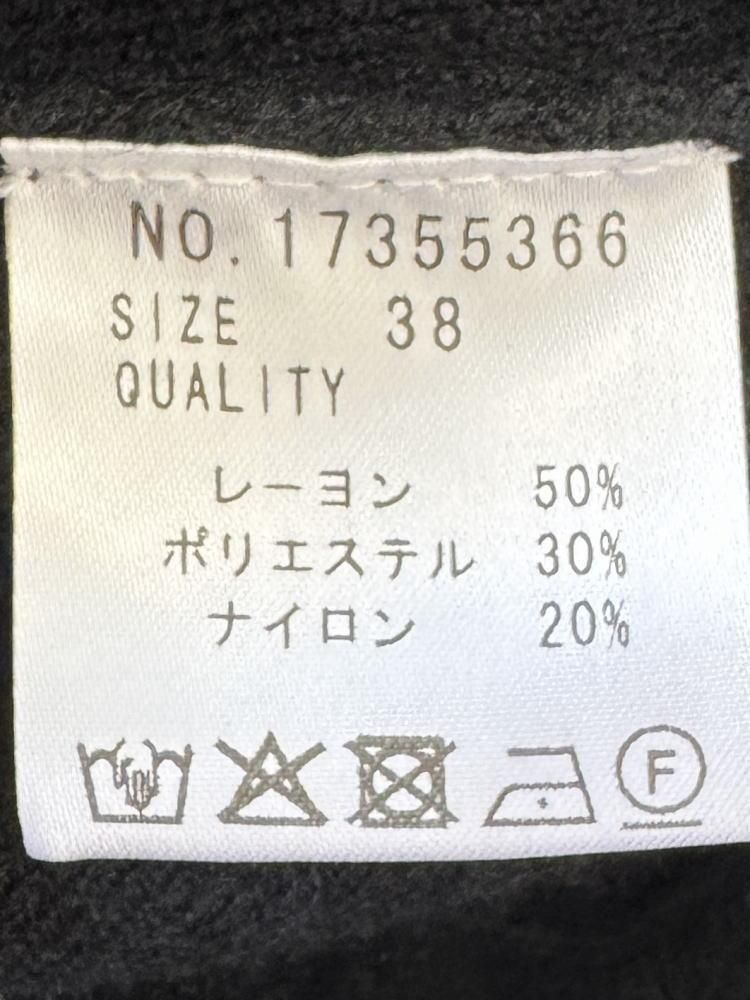 NO. 17355366
SIZE 38
QUALITY
レーヨン 50%
ポリエステル 30%
ナイロン 20%
F